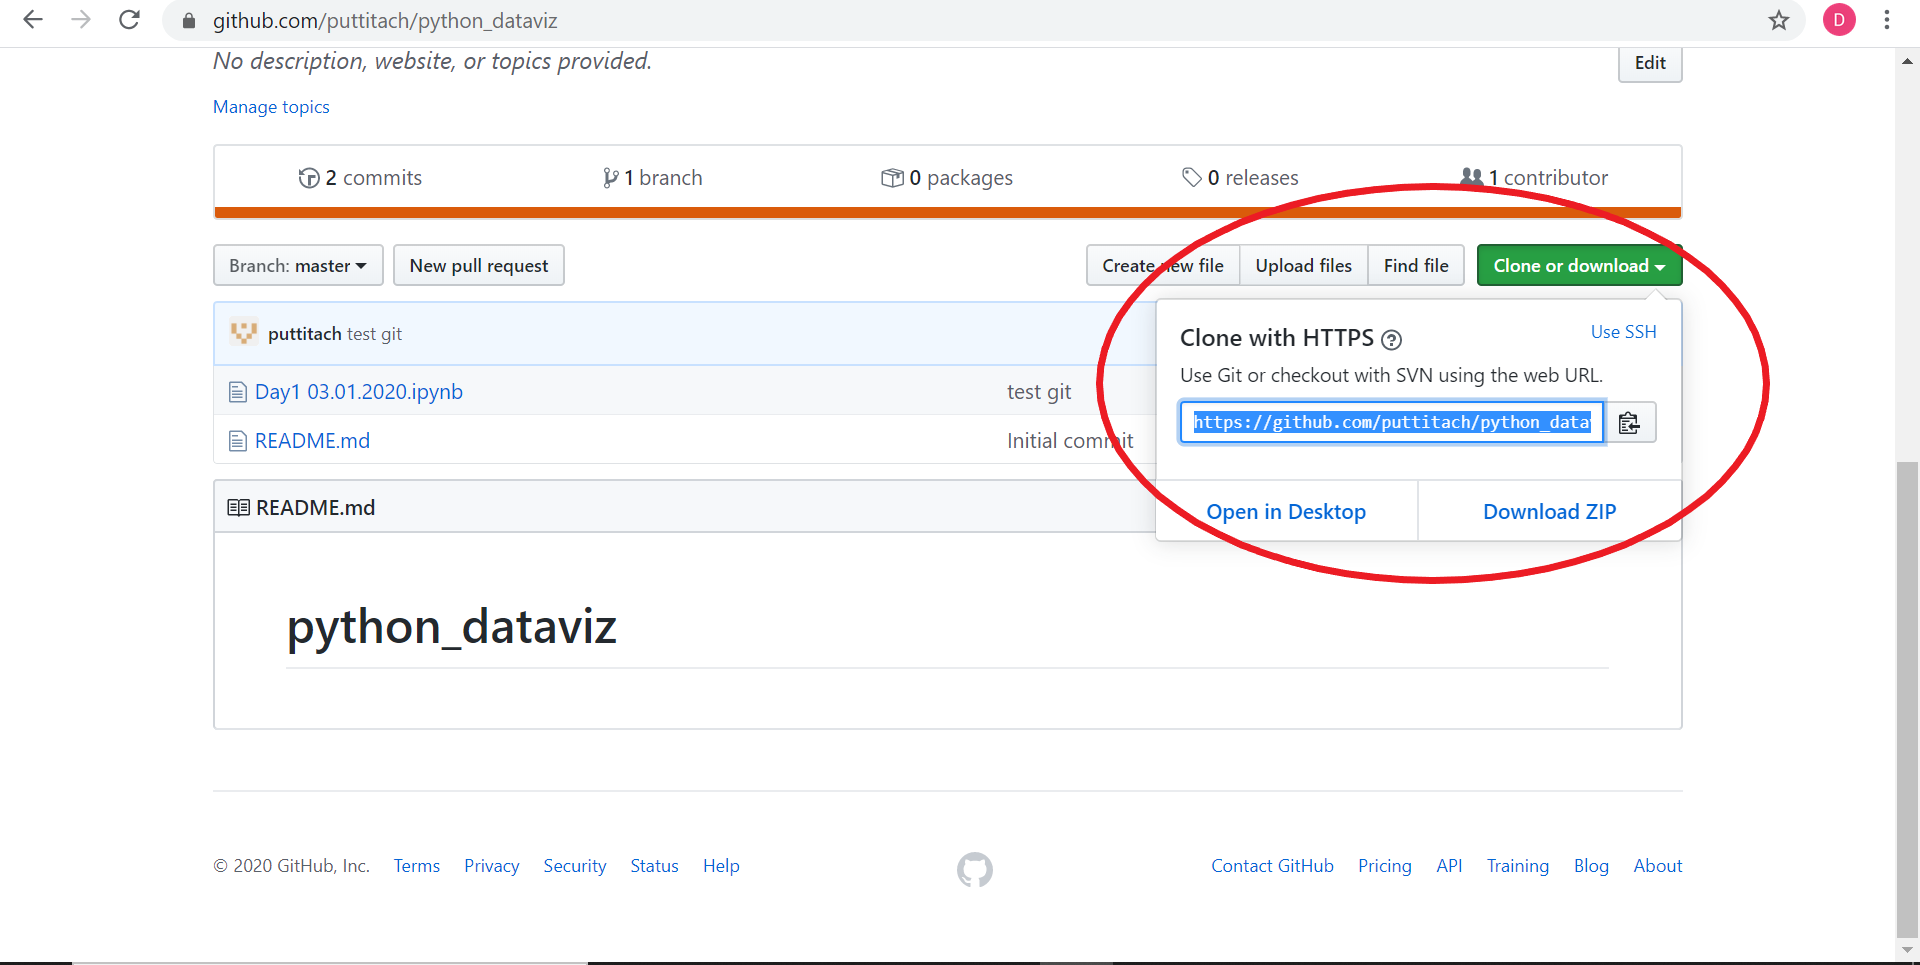 github.com/puttitach/python_dataviz
D
No description, website, or topics provided.
Edit
Manage topics
2 commits
1 branch
0 packages
0 releases
1 contributor
Branch: master
New pull request
Create new file
Upload files
Find file
Clone or download
puttitach test git
Clone with HTTPS
Use SSH
Use Git or checkout with SVN using the web URL.
https://github.com/puttitach/python_data
Open in Desktop
Download ZIP
Day1 03.01.2020.ipynb
test git
README.md
Initial commit
README.md
python_dataviz
© 2020 GitHub, Inc.
Terms
Privacy
Security
Status
Help
Contact GitHub
Pricing
API
Training
Blog
About